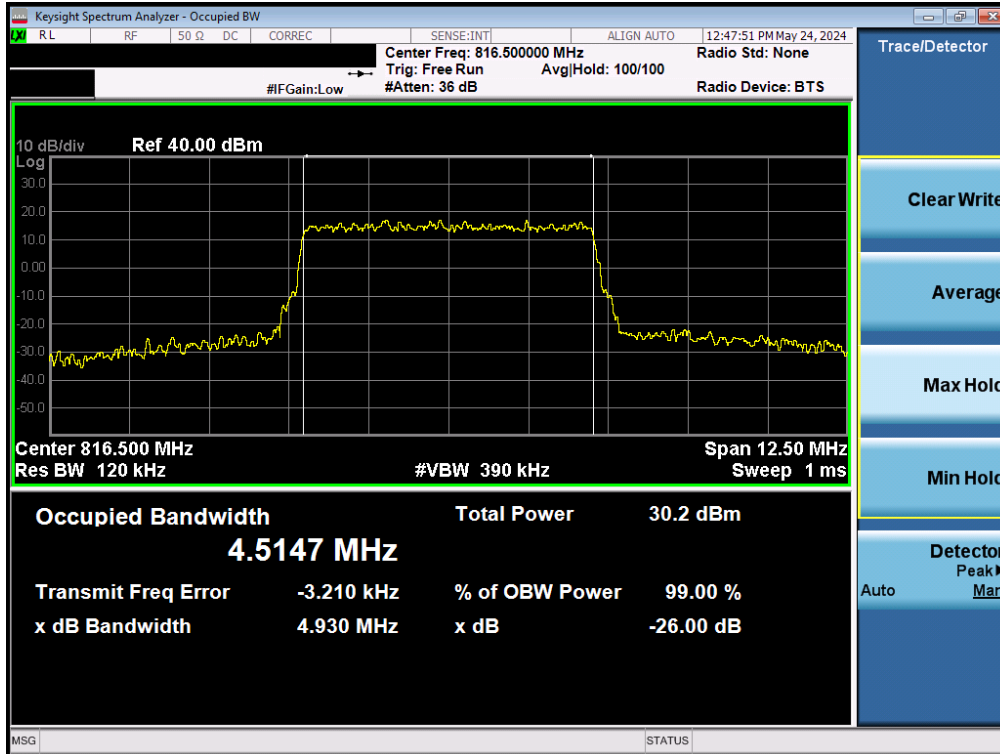 Keysight Spectrum Analyzer - Occupied BW
LXI RL RF 50 Ω DC CORREC SENSE:INT ALIGN AUTO 12:47:51 PM May 24, 2024
Center Freq: 816.500000 MHz Radio Std: None
Trig: Free Run Avg|Hold: 100/100
#IFGain:Low #Atten: 36 dB Radio Device: BTS
10 dB/div Ref 40.00 dBm
Log
30.0
20.0
10.0
0.00
-10.0
-20.0
-30.0
-40.0
-50.0
Center 816.500 MHz Span 12.50 MHz
Res BW 120 kHz #VBW 390 kHz Sweep 1 ms
Occupied Bandwidth Total Power 30.2 dBm
4.5147 MHz
Transmit Freq Error -3.210 kHz % of OBW Power 99.00 %
x dB Bandwidth 4.930 MHz x dB -26.00 dB
MSG STATUS
Trace/Detector
Clear Write
Average
Max Hold
Min Hold
Detector
Peak
Auto Man